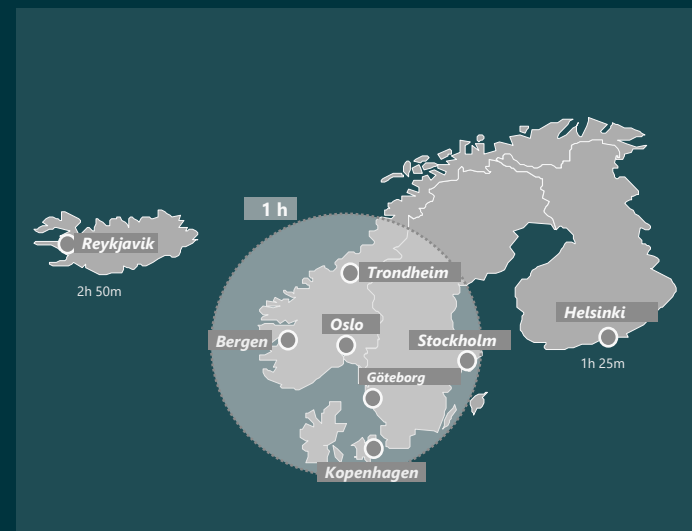 1 h
Reykjavik
2h 50m
Trondheim
Oslo
Bergen
Stockholm
Helsinki
1h 25m
Göteborg
Kopenhagen